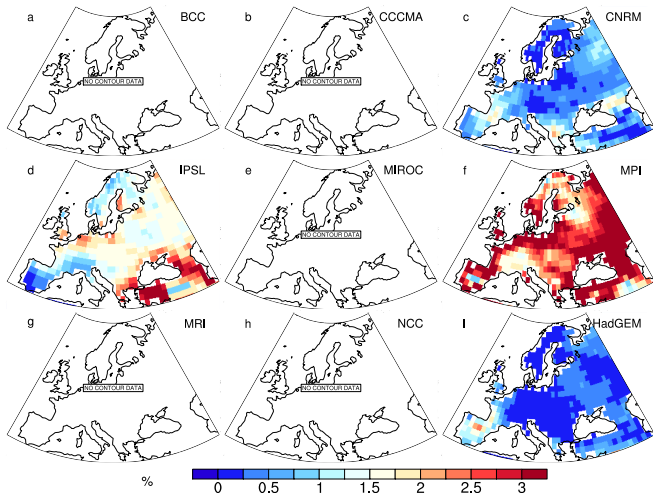 a BCC
b CCCMA
c CNRM
NO CONTOUR DATA
NO CONTOUR DATA
d IPSL
e MIROC
f MPI
NO CONTOUR DATA
g MRI
h NCC
I HadGEM
NO CONTOUR DATA
NO CONTOUR DATA
% 0 0.5 1 1.5 2 2.5 3